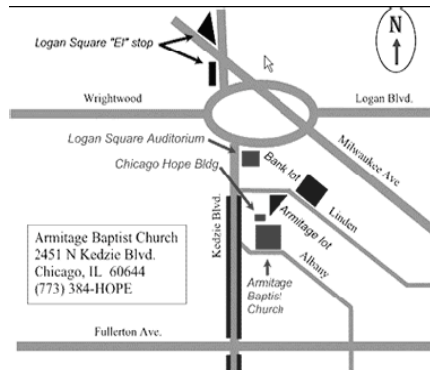 N
Logan Square "El" stop
Wrightwood
Logan Blvd.
Logan Square Auditorium
Chicago Hope Bldg
Bank lot
Milwaukee Ave
Linden
Armitage lot
Kedzie Blvd.
Albany
Armitage Baptist Church
2451 N Kedzie Blvd.
Chicago, IL 60644
(773) 384-HOPE
Armitage
Baptist
Church
Fullerton Ave.